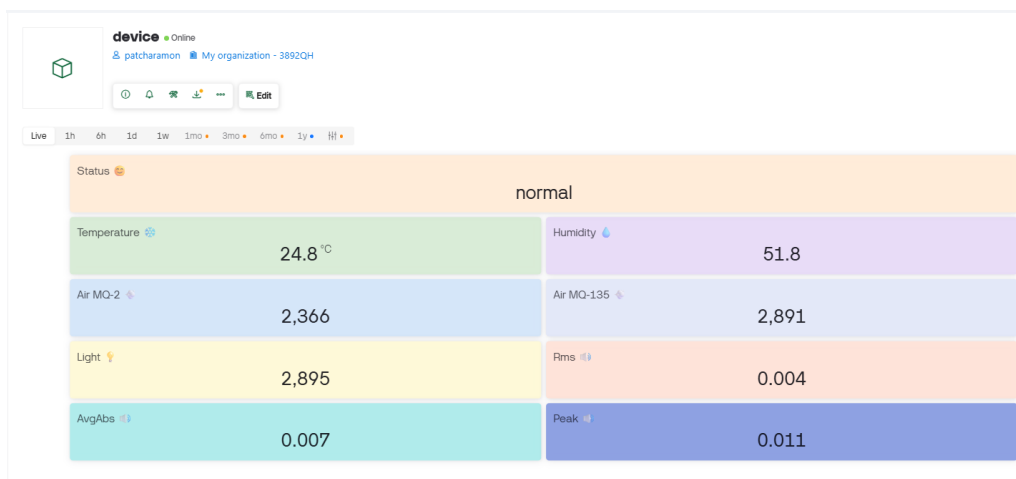 device Online
patcharamon My organization - 3892QH
Edit
Live 1h 6h 1d 1w 1mo 3mo 6mo 1y
Status
normal
Temperature
24.8 °C
Humidity
51.8
Air MQ-2
2,366
Air MQ-135
2,891
Light
2,895
Rms
0.004
AvgAbs
0.007
Peak
0.011